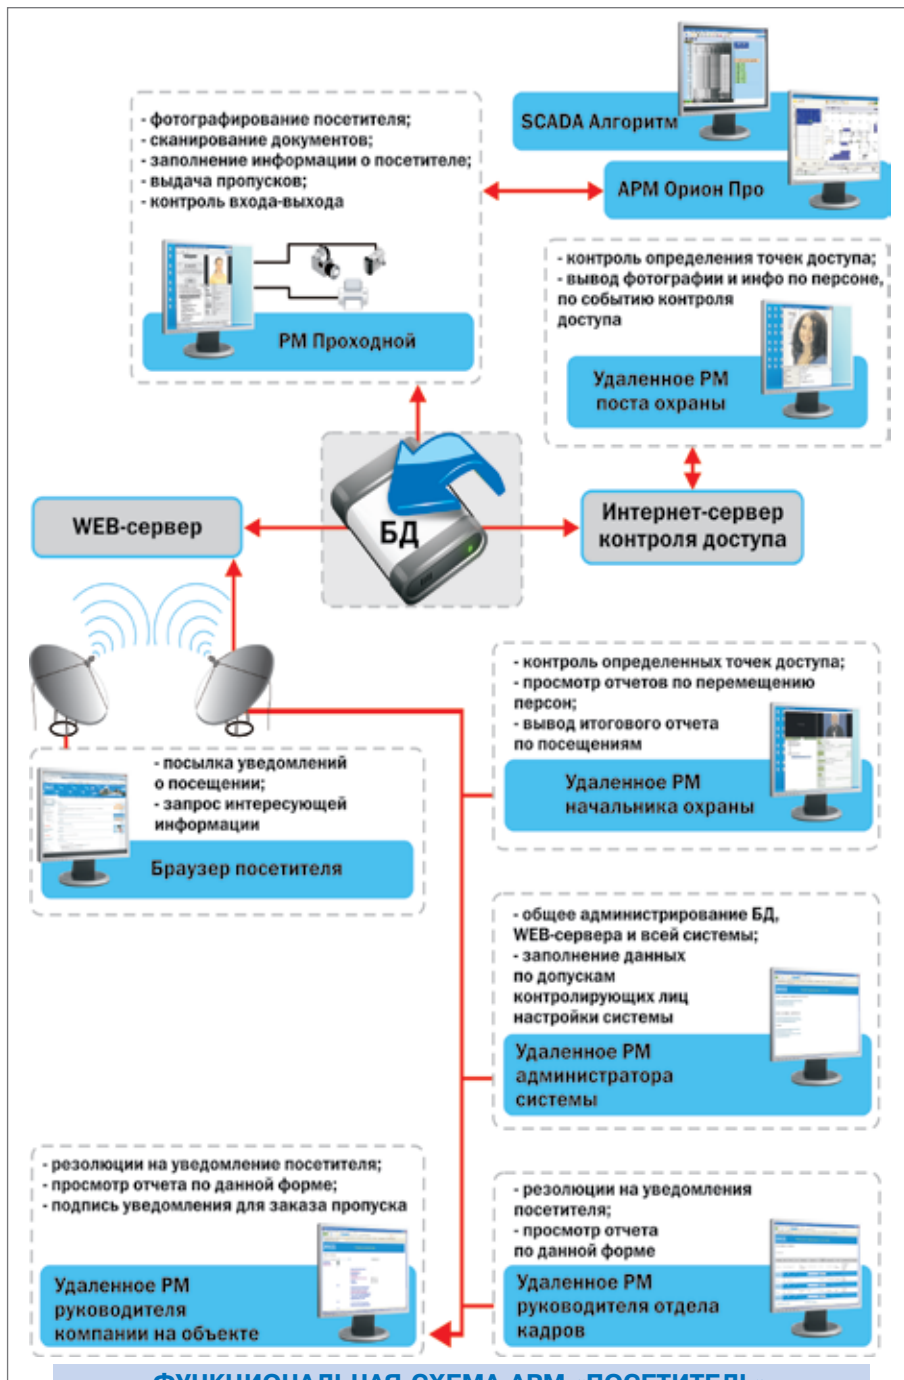 SCADA Алгоритм
- фотографирование посетителя;
- сканирование документов;
- заполнение информации о посетителе;
- выдача пропусков;
- контроль входа-выхода
АРМ Орион Про
РМ Проходной
- контроль определения точек доступа;
- вывод фотографии и инфо по персоне,
по событию контроля
доступа
Удаленное РМ
поста охраны
WEB-сервер
БД
Интернет-сервер
контроля доступа
- контроль определенных точек доступа;
- просмотр отчетов по перемещению
персон;
- вывод итогового отчета
по посещениям
Удаленное РМ
начальника охраны
- посылка уведомлений
о посещении;
- запрос интересующей
информации
Браузер посетителя
- общее администрирование БД,
WEB-сервера и всей системы;
- заполнение данных
по допускам
контролирующих лиц
настройки системы
Удаленное РМ
администратора
системы
- резолюции на уведомление посетителя;
- просмотр отчета по данной форме;
- подпись уведомления для заказа пропуска
Удаленное РМ
руководителя
компании на объекте
- резолюции на уведомления
посетителя;
- просмотр отчета
по данной форме
Удаленное РМ
руководителя отдела
кадров
ФУНКЦИОНАЛЬНАЯ СХЕМА АРМ ПОСЕТИТЕЛЬ